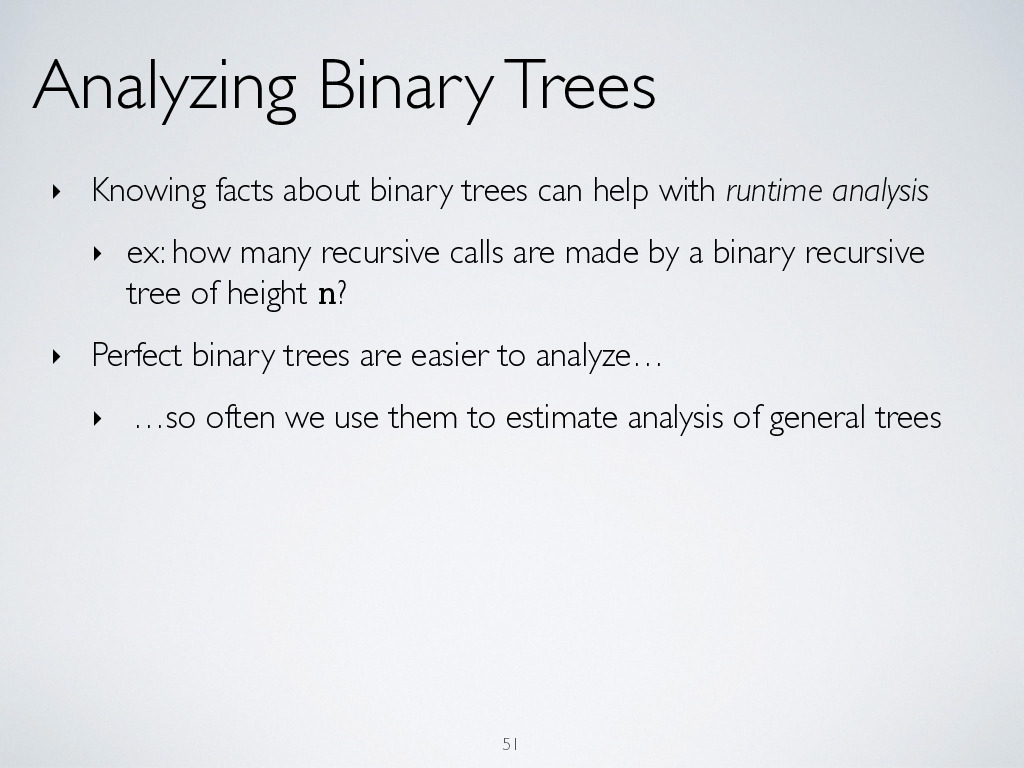 Analyzing Binary Trees
‣ Knowing facts about binary trees can help with runtime analysis
‣ ex: how many recursive calls are made by a binary recursive
tree of height n?
‣ Perfect binary trees are easier to analyze…
‣ …so often we use them to estimate analysis of general trees
51